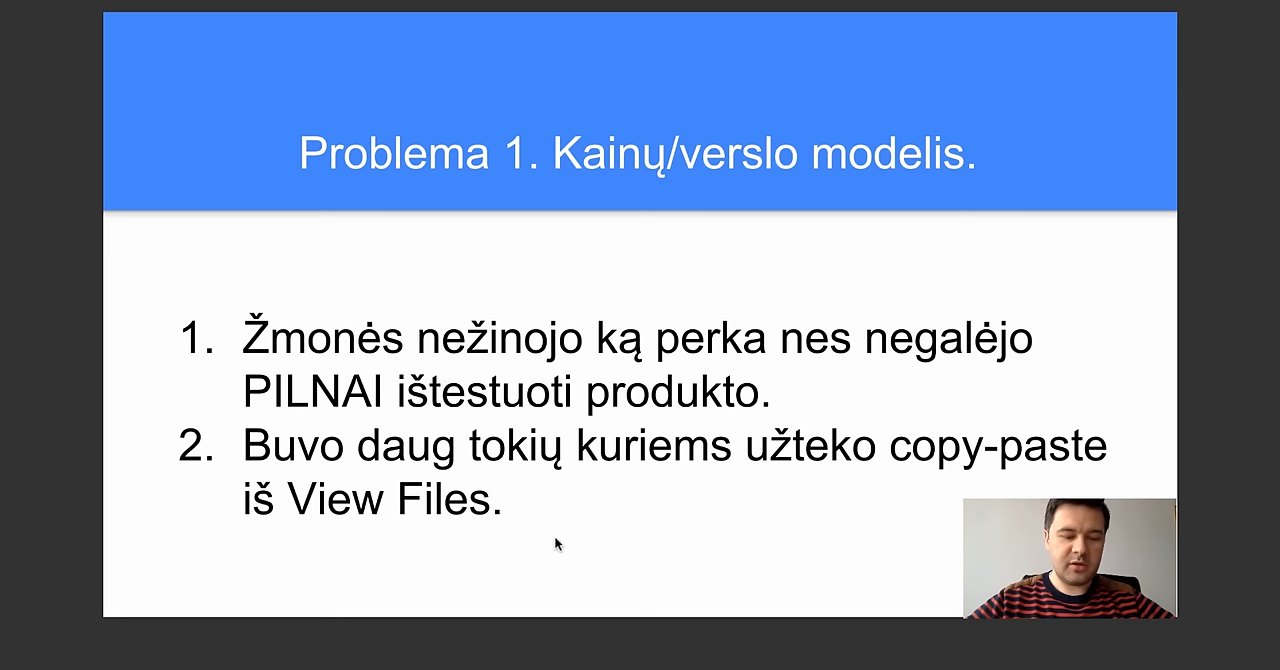 Problema 1. Kainų/verslo modelis.
1. Žmonės nežinojo ką perka nes negalėjo
PILNAI ištestuoti produkto.
2. Buvo daug tokių kuriems užteko copy-paste
iš View Files.